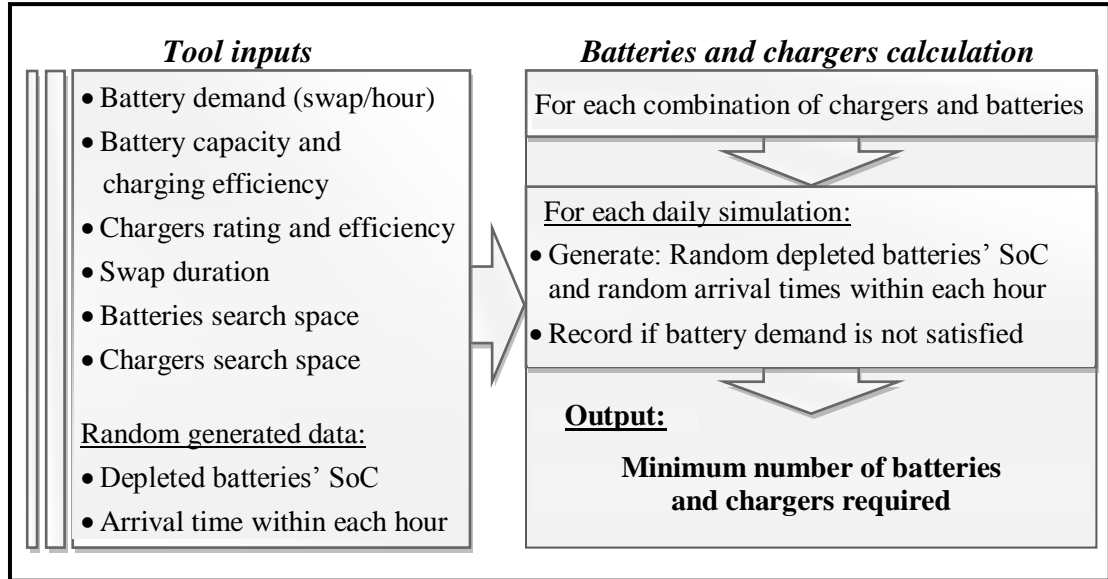 Tool inputs
• Battery demand (swap/hour)
• Battery capacity and
charging efficiency
• Chargers rating and efficiency
• Swap duration
• Batteries search space
• Chargers search space
Random generated data:
• Depleted batteries’ SoC
• Arrival time within each hour
Batteries and chargers calculation
For each combination of chargers and batteries
For each daily simulation:
• Generate: Random depleted batteries’ SoC
and random arrival times within each hour
• Record if battery demand is not satisfied
Output:
Minimum number of batteries
and chargers required